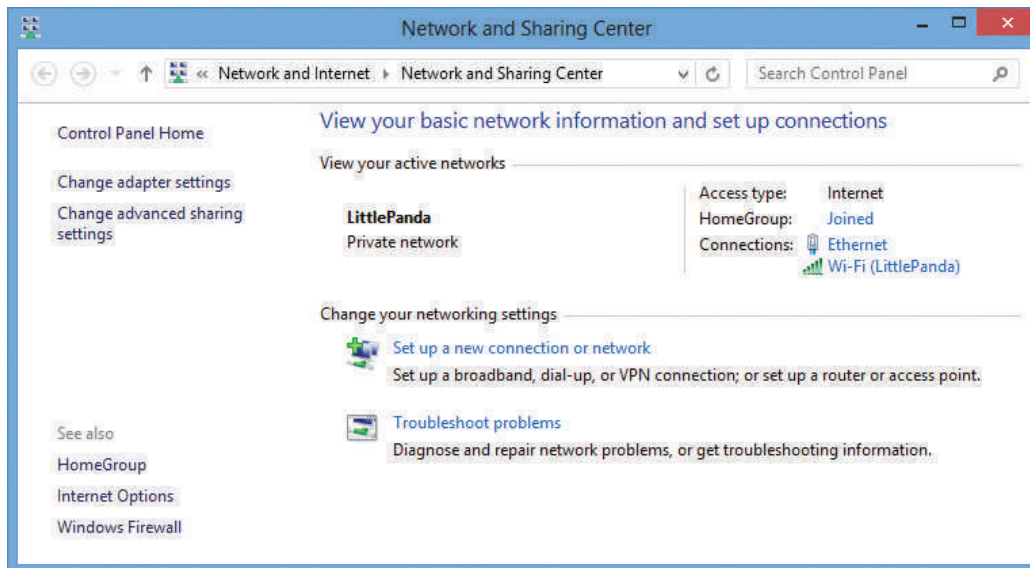 Network and Sharing Center
« Network and Internet Network and Sharing Center
Search Control Panel
Control Panel Home
Change adapter settings
Change advanced sharing
settings
See also
HomeGroup
Internet Options
Windows Firewall
View your basic network information and set up connections
View your active networks
LittlePanda
Private network
Access type: Internet
HomeGroup: Joined
Connections: Ethernet
Wi-Fi (LittlePanda)
Change your networking settings
Set up a new connection or network
Set up a broadband, dial-up, or VPN connection; or set up a router or access point.
Troubleshoot problems
Diagnose and repair network problems, or get troubleshooting information.